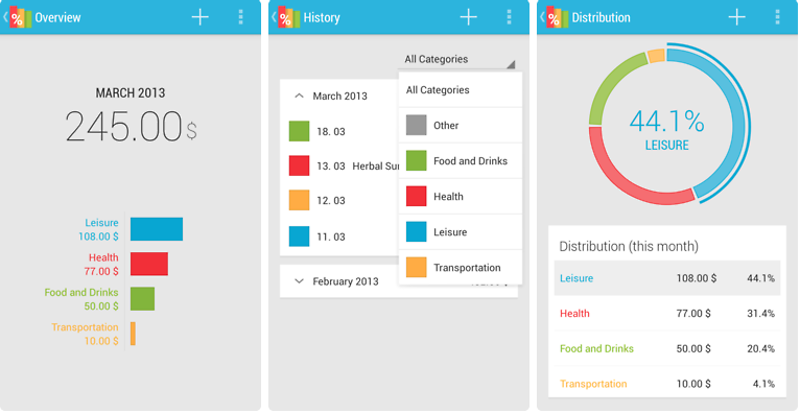 Overview
MARCH 2013
245.00$
Leisure
108.00 $
Health
77.00 $
Food and Drinks
50.00 $
Transportation
10.00 $
%
History
All Categories
March 2013
18. 03
13. 03 Herbal
12. 03
11. 03
February 2013
All Categories
Other
Food and Drinks
Health
Leisure
Transportation
%
Distribution
44.1%
LEISURE
Distribution (this month)
Leisure 108.00 $ 44.1%
Health 77.00 $ 31.4%
Food and Drinks 50.00 $ 20.4%
Transportation 10.00 $ 4.1%